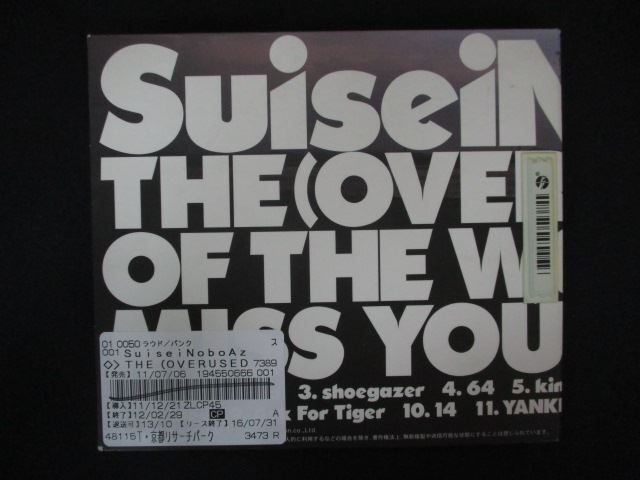 SuiseiN
THE (OVER
OF THE W
MISS YOU
3. shoegazer 4. 64 5. kin
For Tiger 10. 14 11. YANK
01 0050 ラウド／パンク ス
001 SuiseiNoboAz
THE (OVERUSED 7389
【発売】11/07/06 194550666 001
【導入】11/12/21 ZLCP45
【終了】12/02/29 CP A
【返送可】13/10 【リース終了】16/07/31
48115T・京都リサーチパーク 3473 R